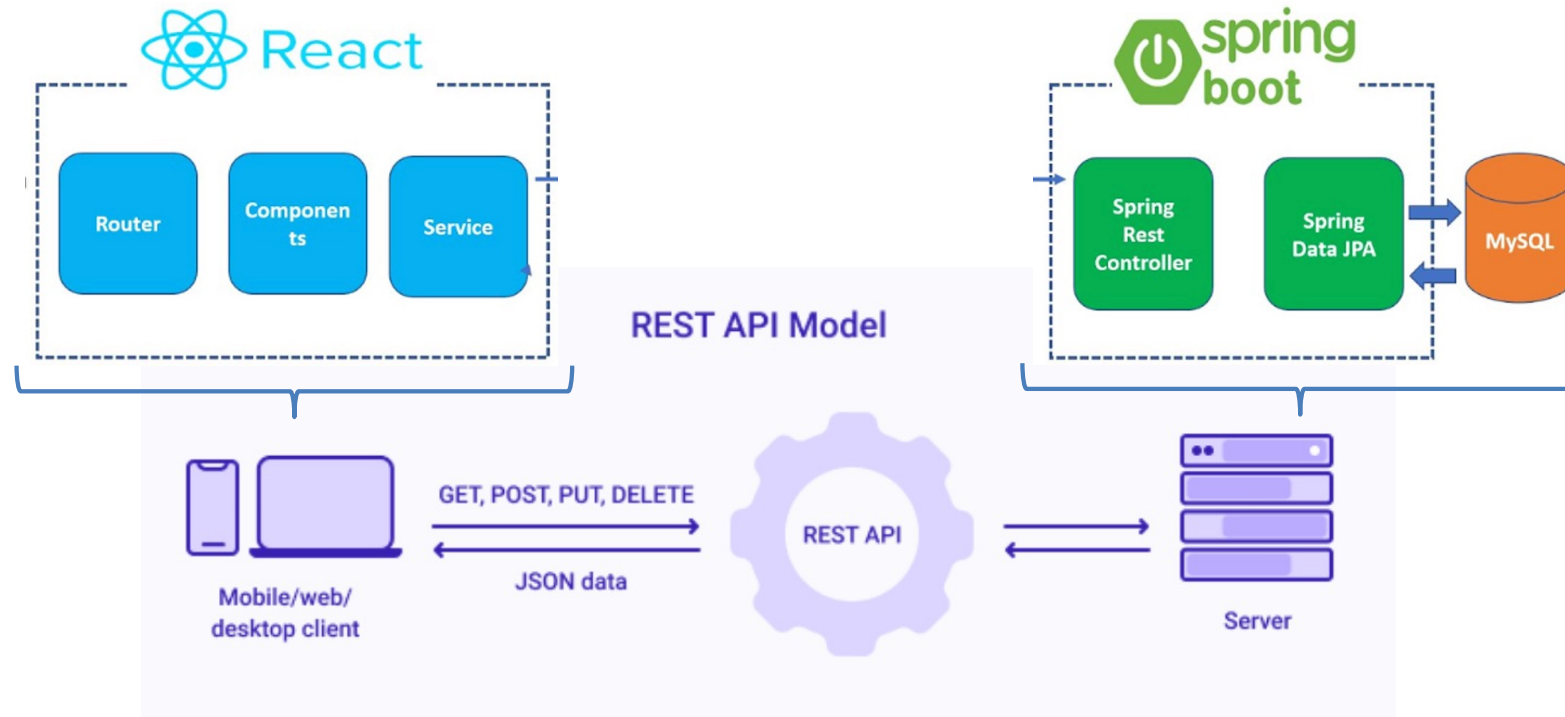 React
spring
boot
Router
Componen
ts
Service
Spring
Rest
Controller
Spring
Data JPA
MySQL
REST API Model
GET, POST, PUT, DELETE
JSON data
REST API
Mobile/web/
desktop client
Server